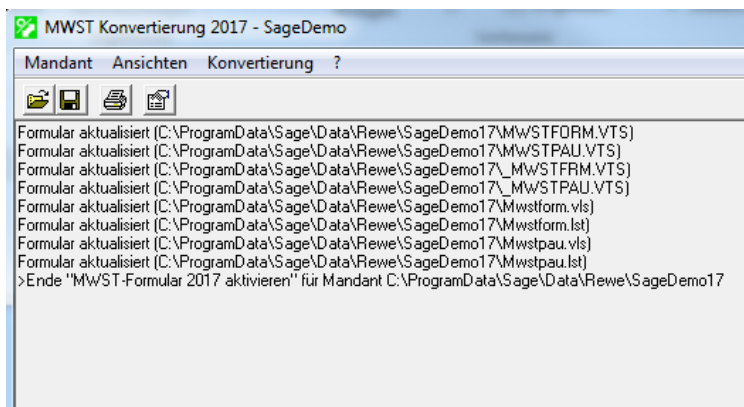 MWST Konvertierung 2017 - SageDemo
Mandant Ansichten Konvertierung ?
Formular aktualisiert (C:\ProgramData\Sage\Data\Rewe\SageDemo17\MWSTFORM.VTS)
Formular aktualisiert (C:\ProgramData\Sage\Data\Rewe\SageDemo17\MWSTPAU.VTS)
Formular aktualisiert (C:\ProgramData\Sage\Data\Rewe\SageDemo17\_MWSTFRM.VTS)
Formular aktualisiert (C:\ProgramData\Sage\Data\Rewe\SageDemo17\_MWSTPAU.VTS)
Formular aktualisiert (C:\ProgramData\Sage\Data\Rewe\SageDemo17\Mwstform.vls)
Formular aktualisiert (C:\ProgramData\Sage\Data\Rewe\SageDemo17\Mwstform.lst)
Formular aktualisiert (C:\ProgramData\Sage\Data\Rewe\SageDemo17\Mwstpau.vls)
Formular aktualisiert (C:\ProgramData\Sage\Data\Rewe\SageDemo17\Mwstpau.lst)
>Ende "MWST-Formular 2017 aktivieren" für Mandant C:\ProgramData\Sage\Data\Rewe\SageDemo17